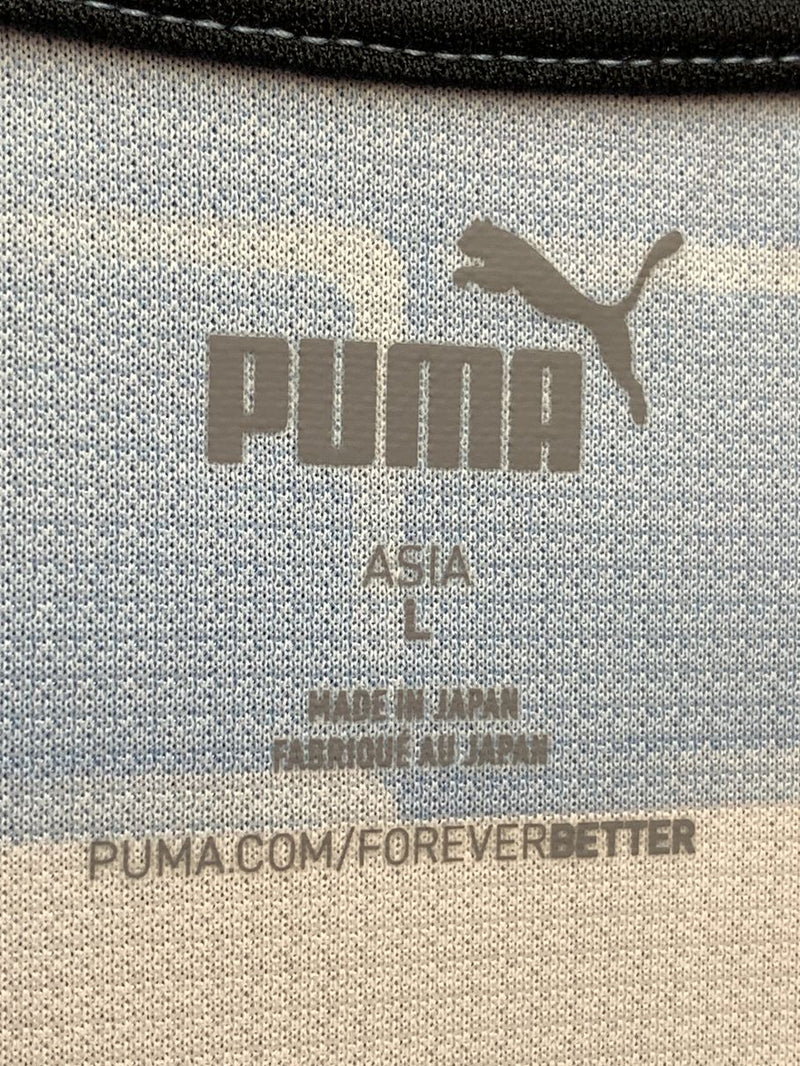 PUMA
ASIA
L
MADE IN JAPAN
FABRIQUÉ AU JAPAN
PUMA.COM/FOREVERBETTER